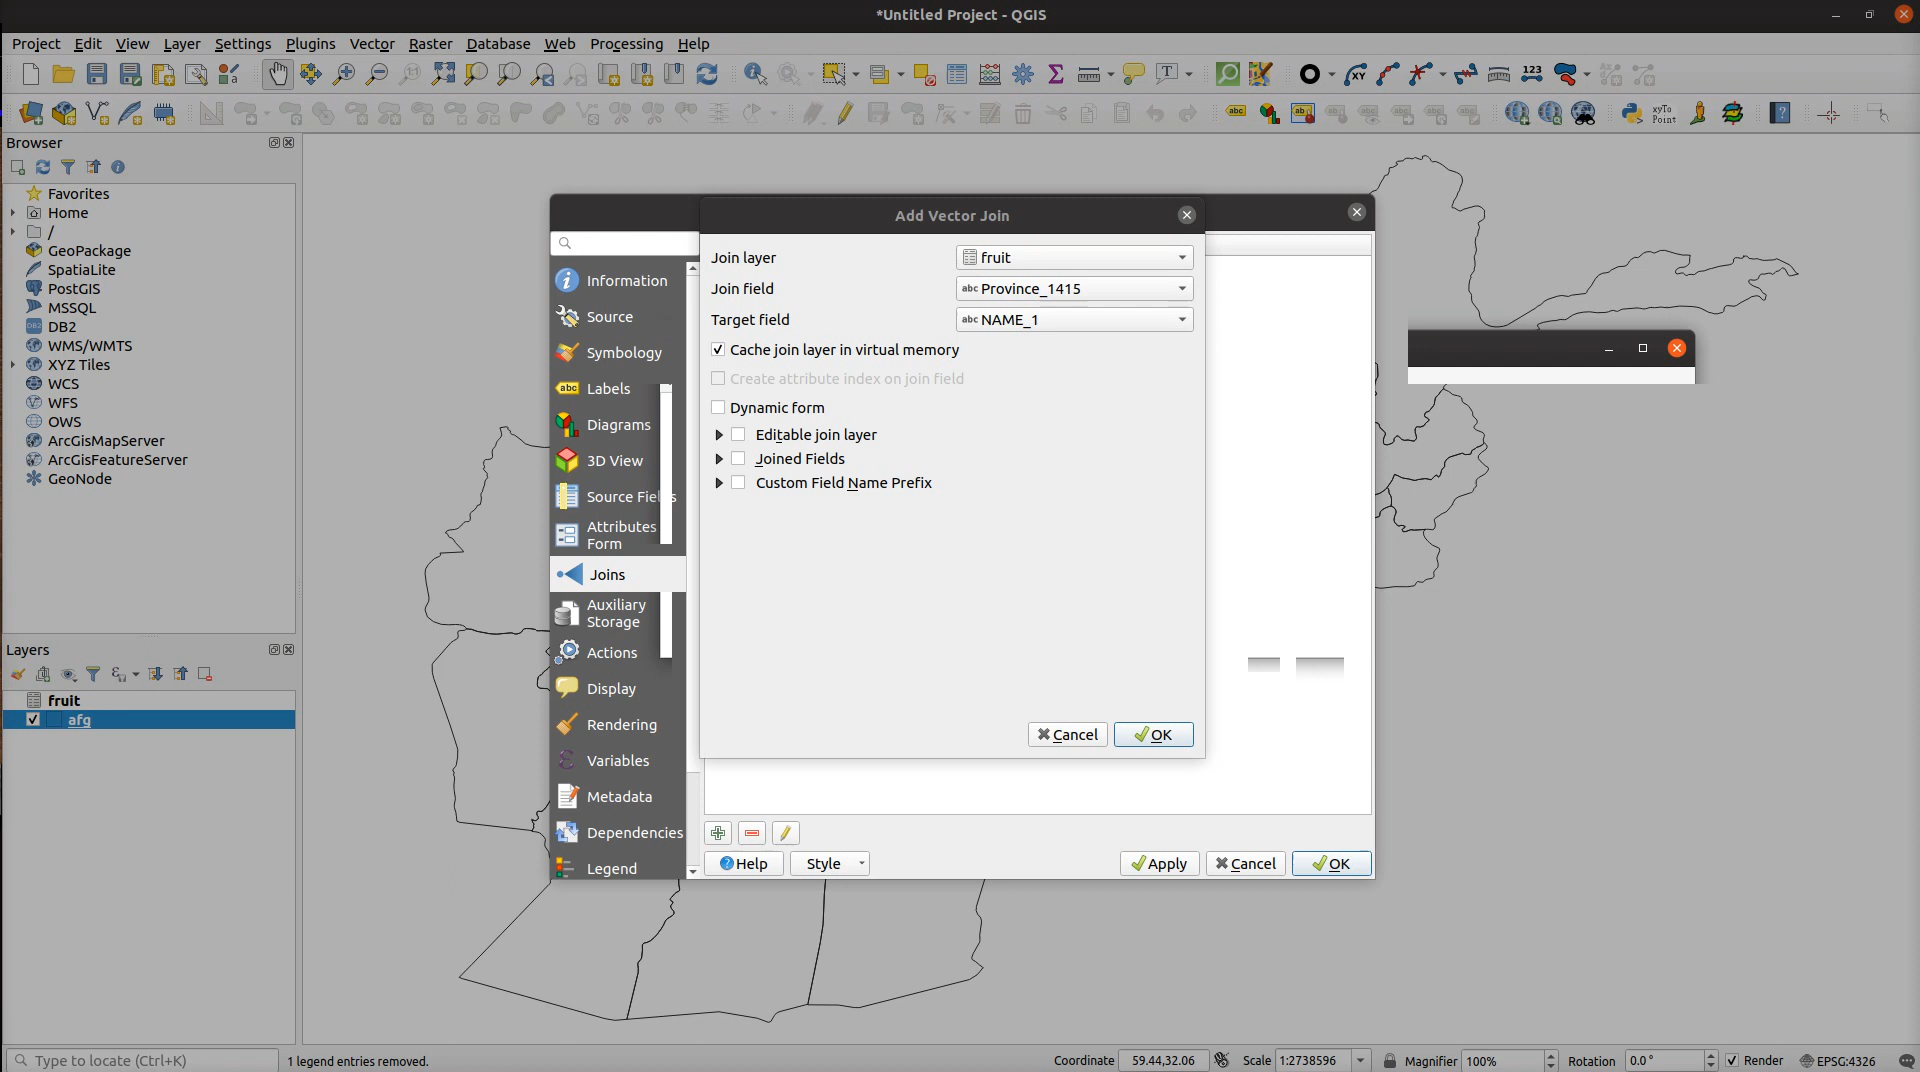 *Untitled Project - QGIS
Project Edit View Layer Settings Plugins Vector Raster Database Web Processing Help
Browser
Favorites
Home
/
GeoPackage
SpatiaLite
PostGIS
MSSQL
DB2
WMS/WMTS
XYZ Tiles
WCS
WFS
OWS
ArcGisMapServer
ArcGisFeatureServer
GeoNode
Layers
fruit
afg
Information
Source
Symbology
Labels
Diagrams
3D View
Source Fields
Attributes
Form
Joins
Auxiliary
Storage
Actions
Display
Rendering
Variables
Metadata
Dependencies
Legend
Add Vector Join
Join layer fruit
Join field abc Province_1415
Target field abc NAME_1
Cache join layer in virtual memory
Create attribute index on join field
Dynamic form
Editable join layer
Joined Fields
Custom Field Name Prefix
Cancel OK
Help Style Apply Cancel OK
Type to locate (Ctrl+K) 1 legend entries removed. Coordinate 59.44,32.06 Scale 1:2738596 Magnifier 100% Rotation 0.0 ° Render EPSG:4326